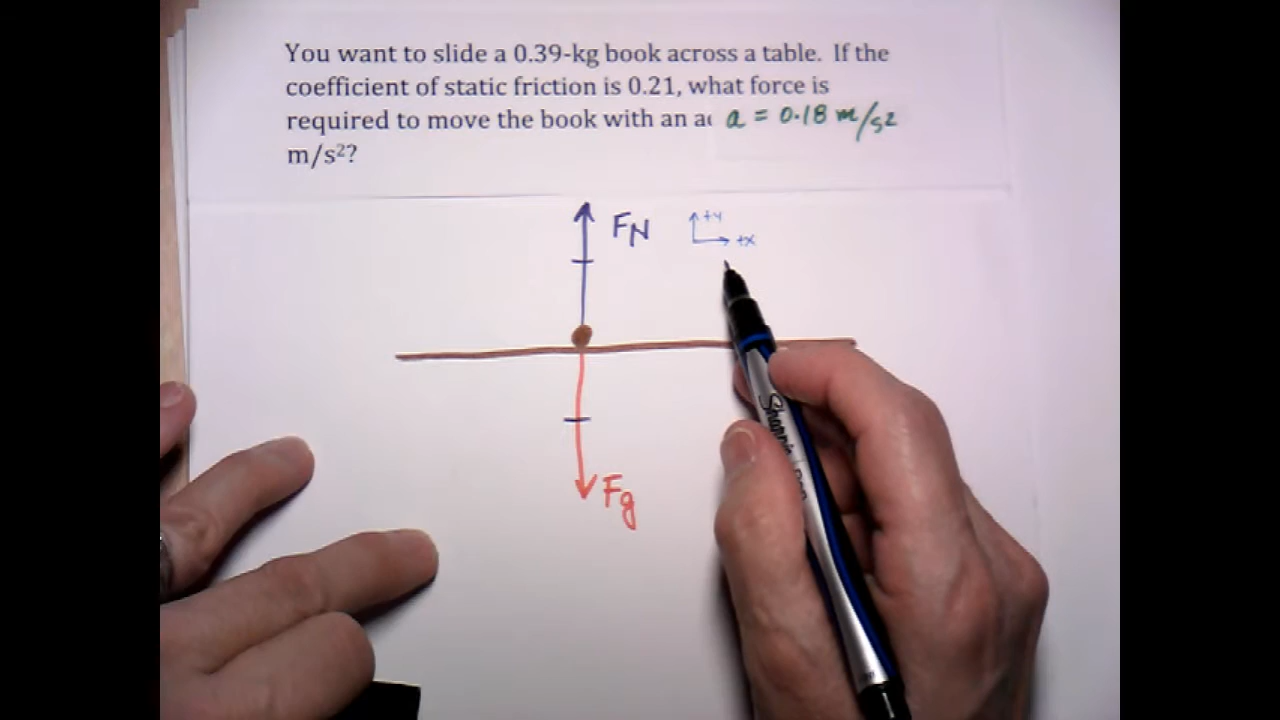 You want to slide a 0.39-kg book across a table. If the
coefficient of static friction is 0.21, what force is
required to move the book with an a = 0.18 m/s2
m/s²?
FN
+y
+x
Fg
Sharpie